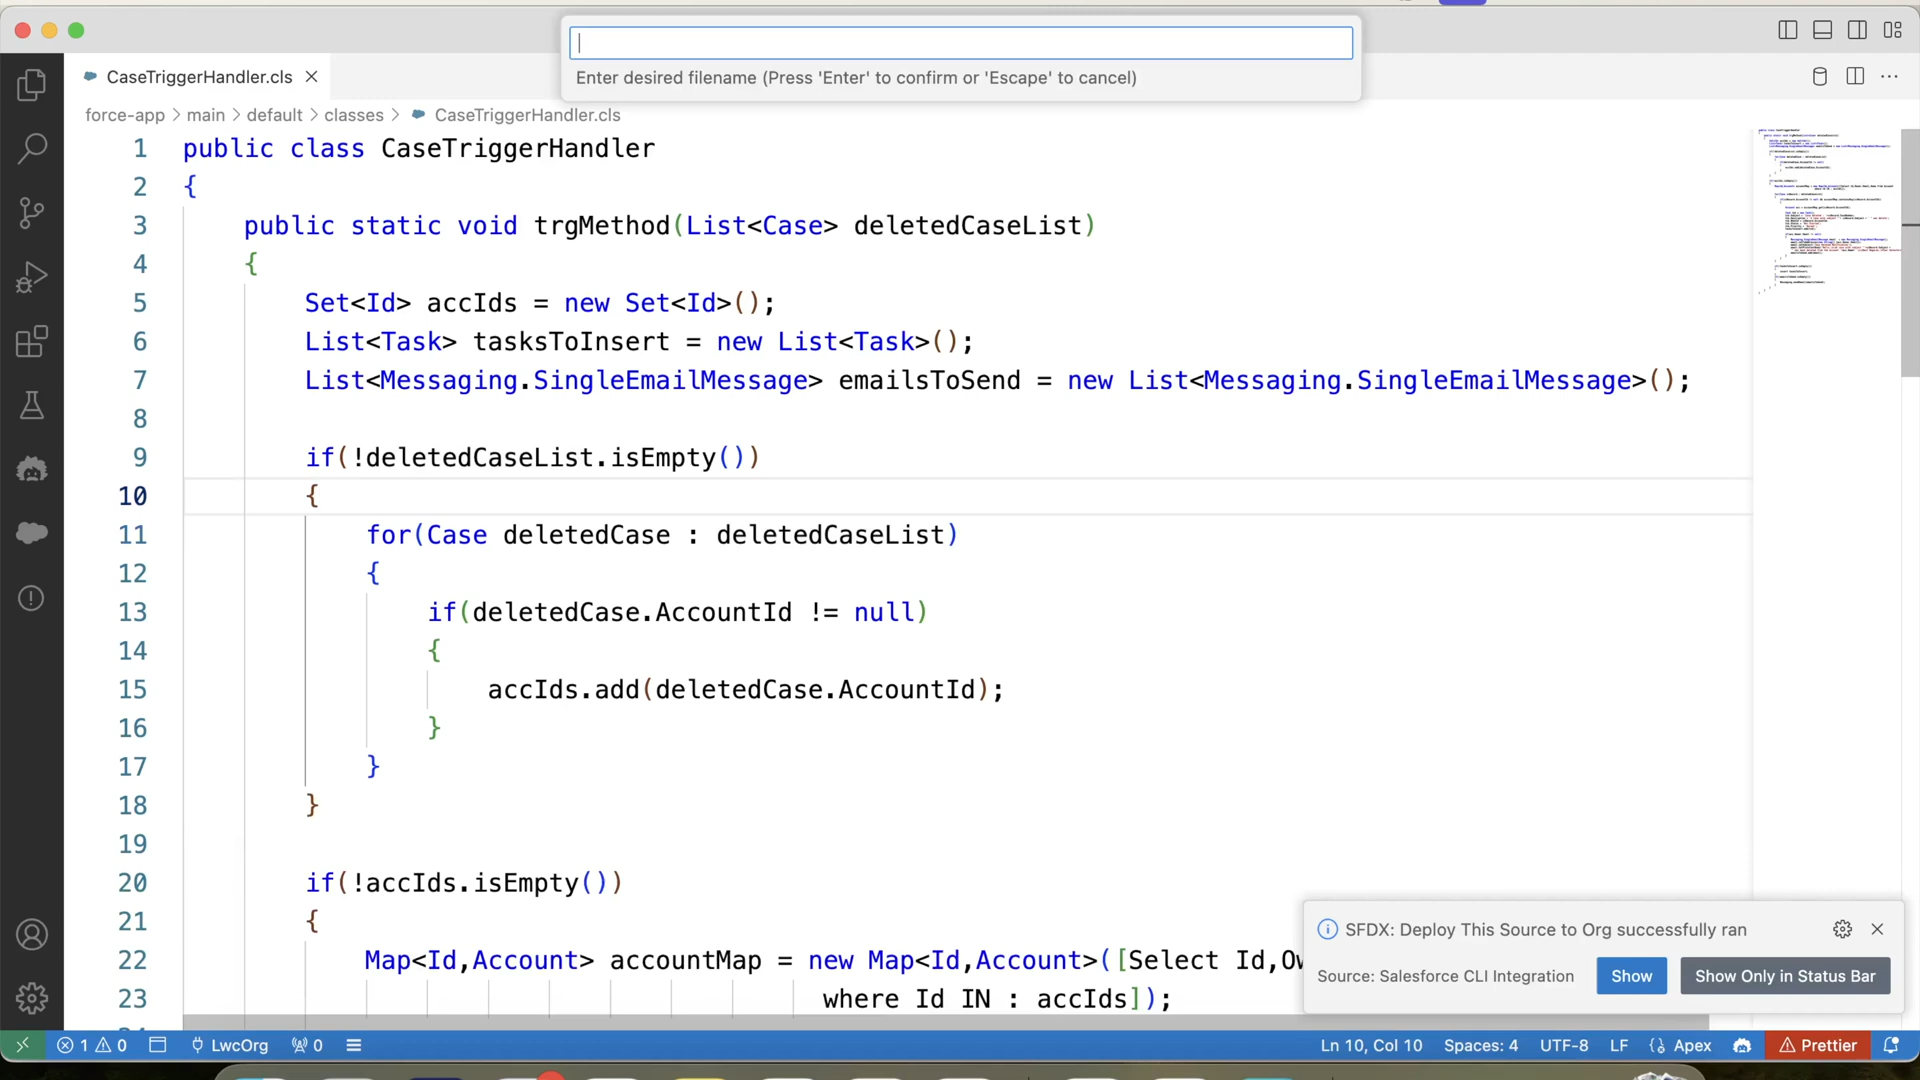 Enter desired filename (Press 'Enter' to confirm or 'Escape' to cancel)
CaseTriggerHandler.cls
force-app > main > default > classes > CaseTriggerHandler.cls
1 public class CaseTriggerHandler
2 {
3 public static void trgMethod(List<Case> deletedCaseList)
4 {
5 Set<Id> accIds = new Set<Id>();
6 List<Task> tasksToInsert = new List<Task>();
7 List<Messaging.SingleEmailMessage> emailsToSend = new List<Messaging.SingleEmailMessage>();
8
9 if(!deletedCaseList.isEmpty())
10 {
11 for(Case deletedCase : deletedCaseList)
12 {
13 if(deletedCase.AccountId != null)
14 {
15 accIds.add(deletedCase.AccountId);
16 }
17 }
18 }
19
20 if(!accIds.isEmpty())
21 {
22 Map<Id,Account> accountMap = new Map<Id,Account>([Select Id,Ow
23 where Id IN : accIds]);
SFDX: Deploy This Source to Org successfully ran
Source: Salesforce CLI Integration
Show
Show Only in Status Bar
1 0 LwcOrg 0
Ln 10, Col 10 Spaces: 4 UTF-8 LF Apex Prettier